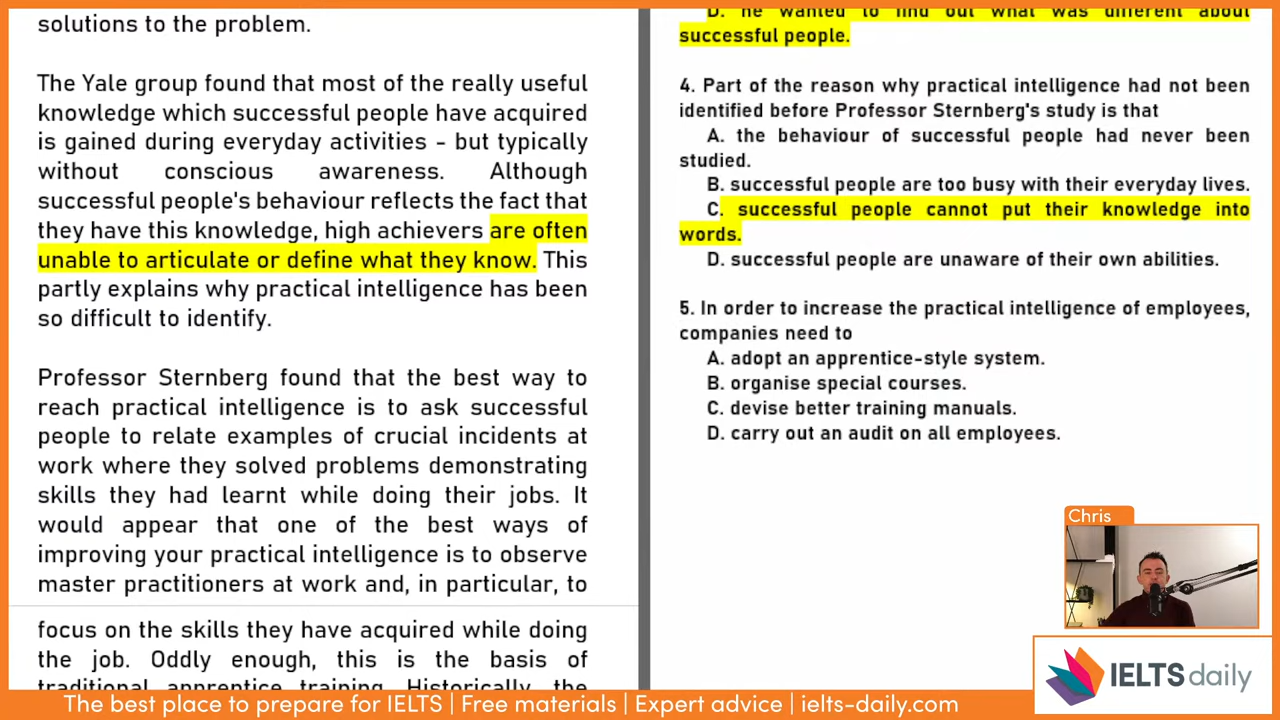 solutions to the problem.
The Yale group found that most of the really useful
knowledge which successful people have acquired
is gained during everyday activities - but typically
without conscious awareness. Although
successful people's behaviour reflects the fact that
they have this knowledge, high achievers are often
unable to articulate or define what they know. This
partly explains why practical intelligence has been
so difficult to identify.
Professor Sternberg found that the best way to
reach practical intelligence is to ask successful
people to relate examples of crucial incidents at
work where they solved problems demonstrating
skills they had learnt while doing their jobs. It
would appear that one of the best ways of
improving your practical intelligence is to observe
master practitioners at work and, in particular, to
focus on the skills they have acquired while doing
the job. Oddly enough, this is the basis of
traditional apprentice training. Historically, the
D. he wanted to find out what was different about
successful people.
4. Part of the reason why practical intelligence had not been
identified before Professor Sternberg's study is that
A. the behaviour of successful people had never been
studied.
B. successful people are too busy with their everyday lives.
C. successful people cannot put their knowledge into
words.
D. successful people are unaware of their own abilities.
5. In order to increase the practical intelligence of employees,
companies need to
A. adopt an apprentice-style system.
B. organise special courses.
C. devise better training manuals.
D. carry out an audit on all employees.
Chris
IELTS daily
The best place to prepare for IELTS | Free materials | Expert advice | ielts-daily.com